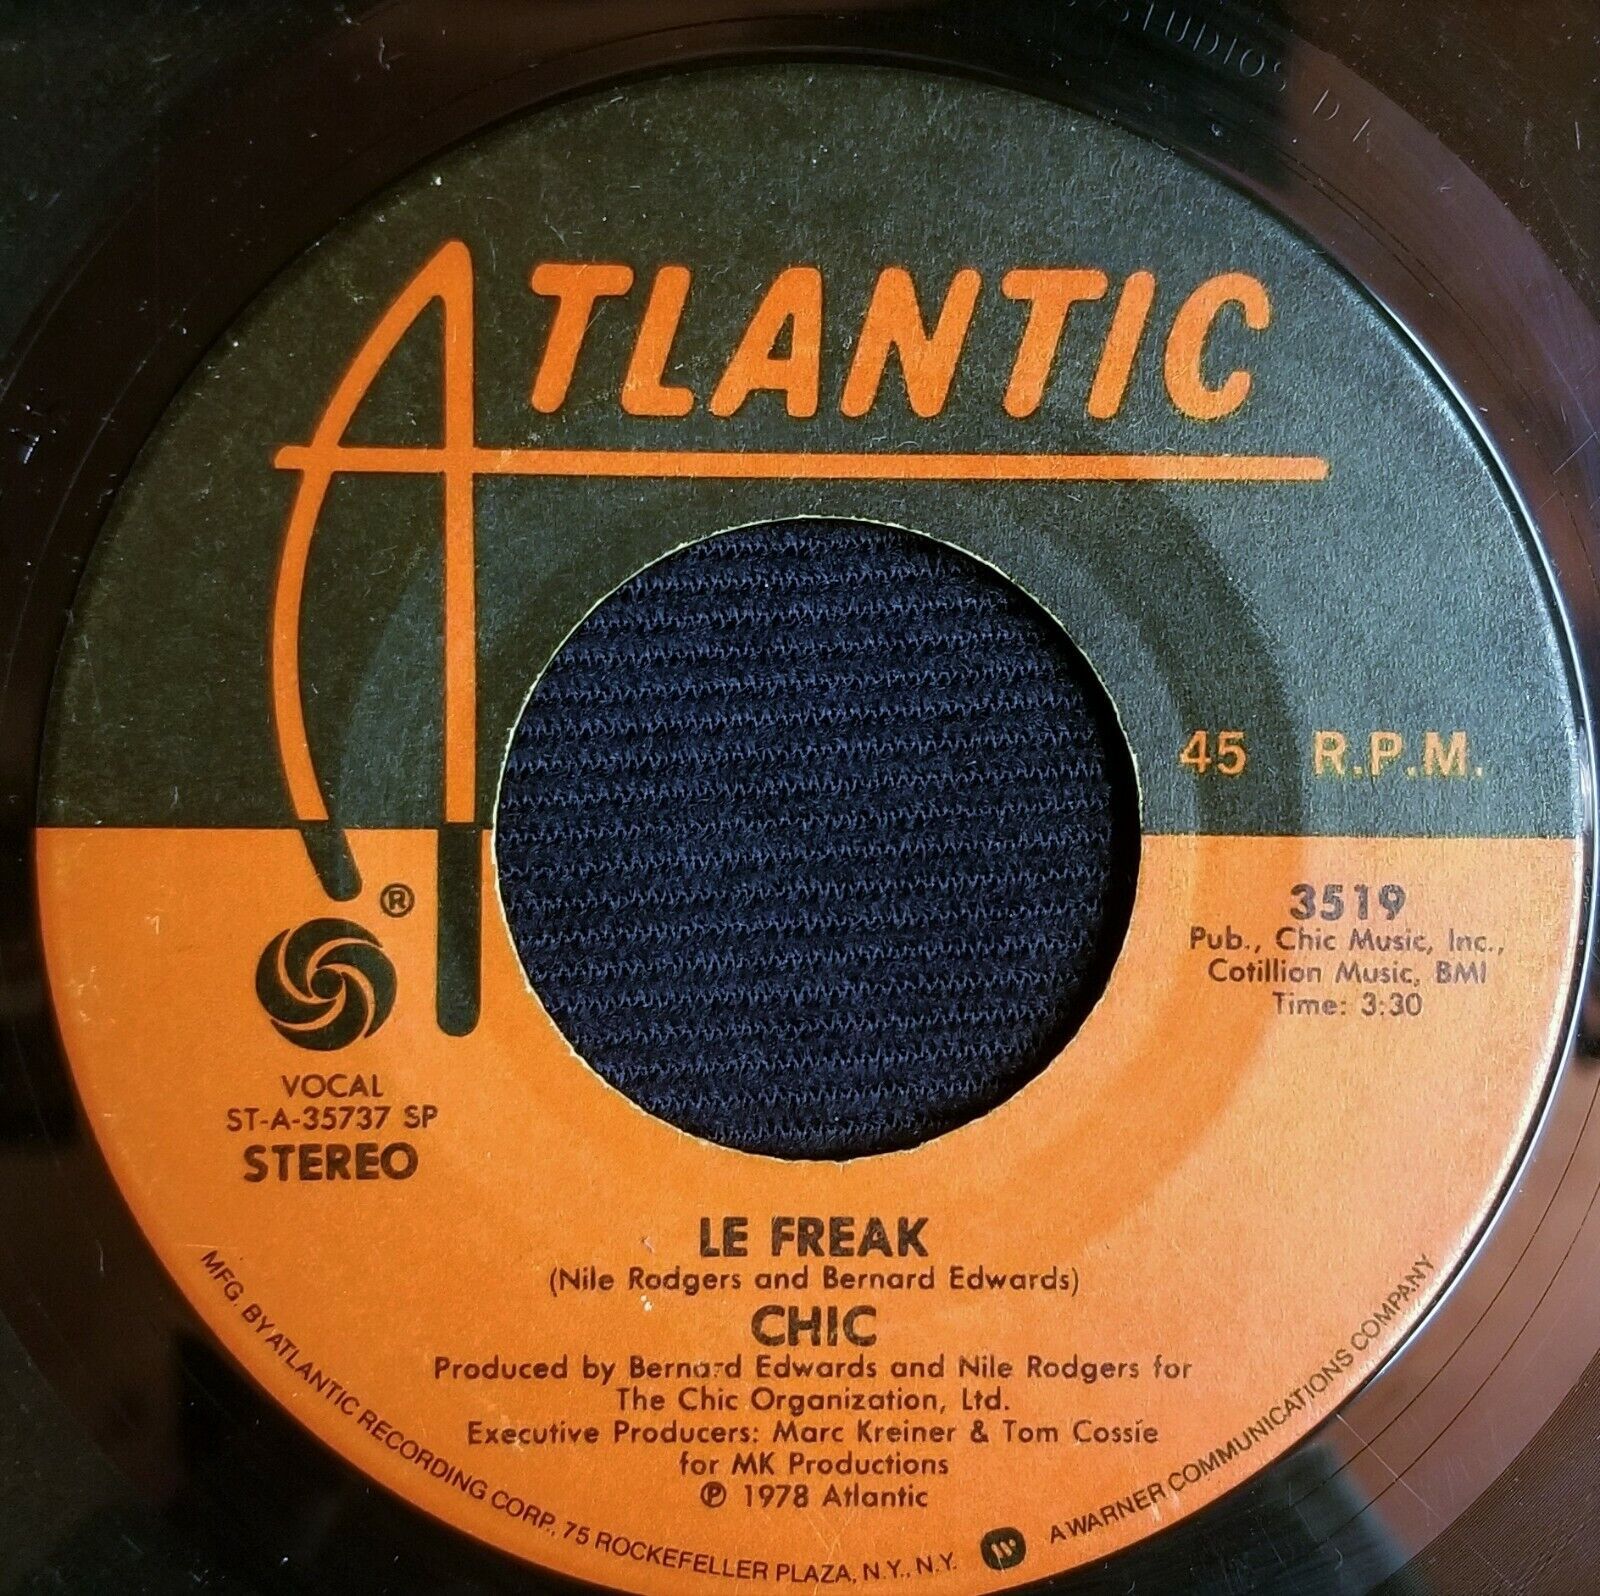 STUDIOS
ATLANTIC
45 R.P.M.
®
3519
Pub., Chic Music, Inc.,
Cotillion Music, BMI
Time: 3:30
VOCAL
ST-A-35737 SP
STEREO
LE FREAK
(Nile Rodgers and Bernard Edwards)
CHIC
Produced by Bernard Edwards and Nile Rodgers for
The Chic Organization, Ltd.
Executive Producers: Marc Kreiner & Tom Cossie
for MK Productions
℗ 1978 Atlantic
MFG. BY ATLANTIC RECORDING CORP., 75 ROCKEFELLER PLAZA, N.Y., N.Y. A WARNER COMMUNICATIONS COMPANY